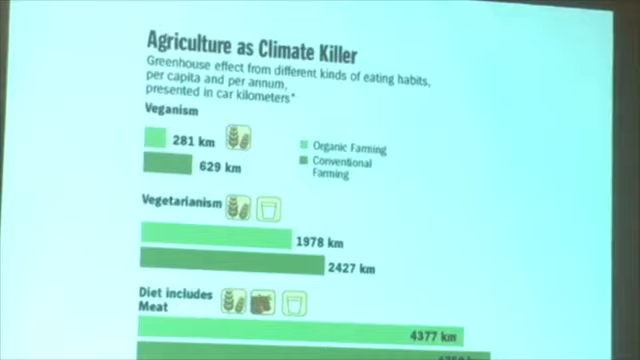 Agriculture as Climate Killer
Greenhouse effect from different kinds of eating habits,
per capita and per annum,
presented in car kilometers*
Veganism
281 km
629 km
Organic Farming
Conventional
Farming
Vegetarianism
1978 km
2427 km
Diet includes
Meat
4377 km